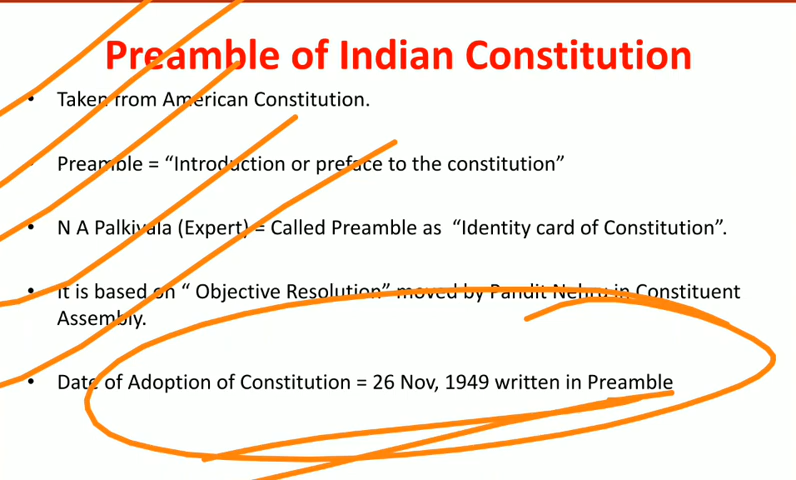 Preamble of Indian Constitution
• Taken from American Constitution.
• Preamble = “Introduction or preface to the constitution”
• N A Palkivala (Expert) = Called Preamble as “Identity card of Constitution”.
• It is based on “ Objective Resolution” moved by Pandit Nehru in Constituent
Assembly.
• Date of Adoption of Constitution = 26 Nov, 1949 written in Preamble